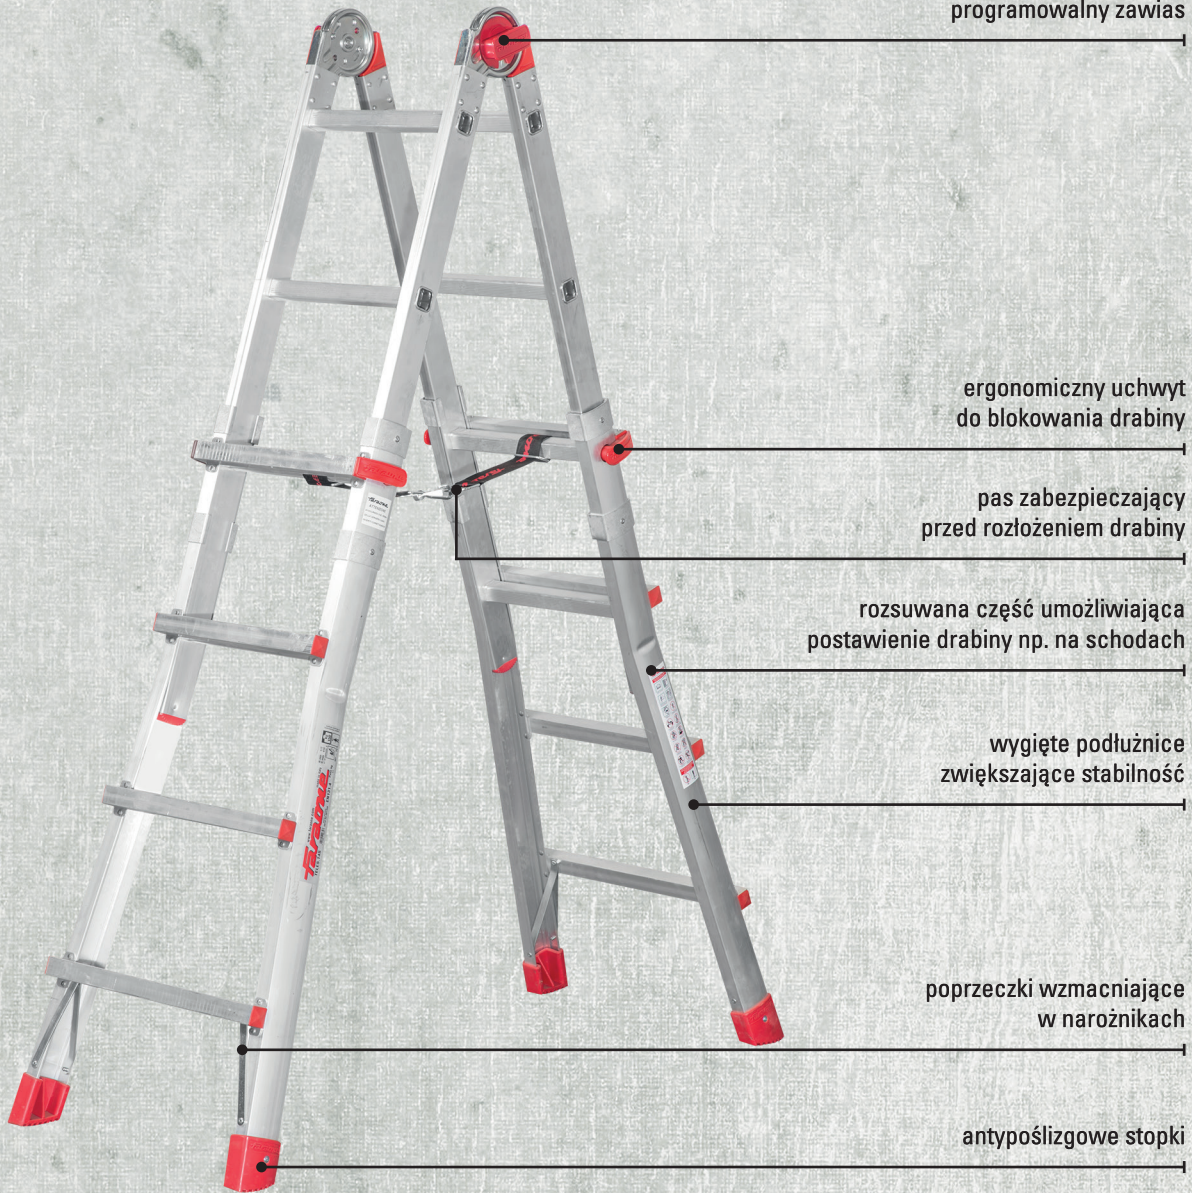 programowalny zawias
ergonomiczny uchwyt
do blokowania drabiny
pas zabezpieczający
przed rozłożeniem drabiny
rozsuwana część umożliwiająca
postawienie drabiny np. na schodach
wygięte podłużnice
zwiększające stabilność
Faraone
poprzeczki wzmacniające
w narożnikach
antypoślizgowe stopki